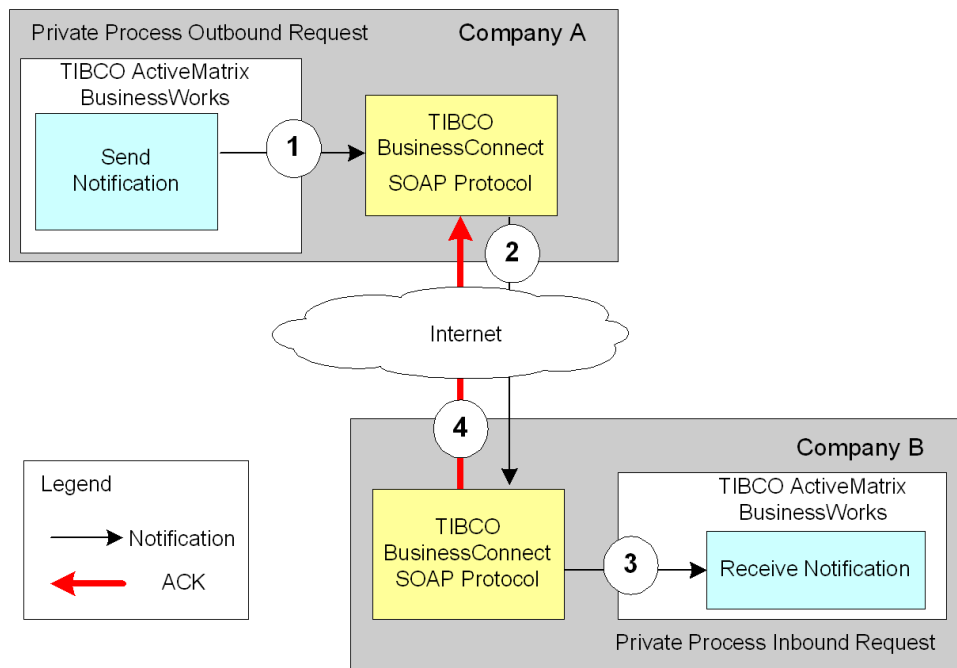 Private Process Outbound Request
Company A
TIBCO ActiveMatrix
BusinessWorks
Send
Notification
1
TIBCO
BusinessConnect
SOAP Protocol
2
Internet
4
Company B
Legend
Notification
ACK
TIBCO
BusinessConnect
SOAP Protocol
3
TIBCO ActiveMatrix
BusinessWorks
Receive Notification
Private Process Inbound Request